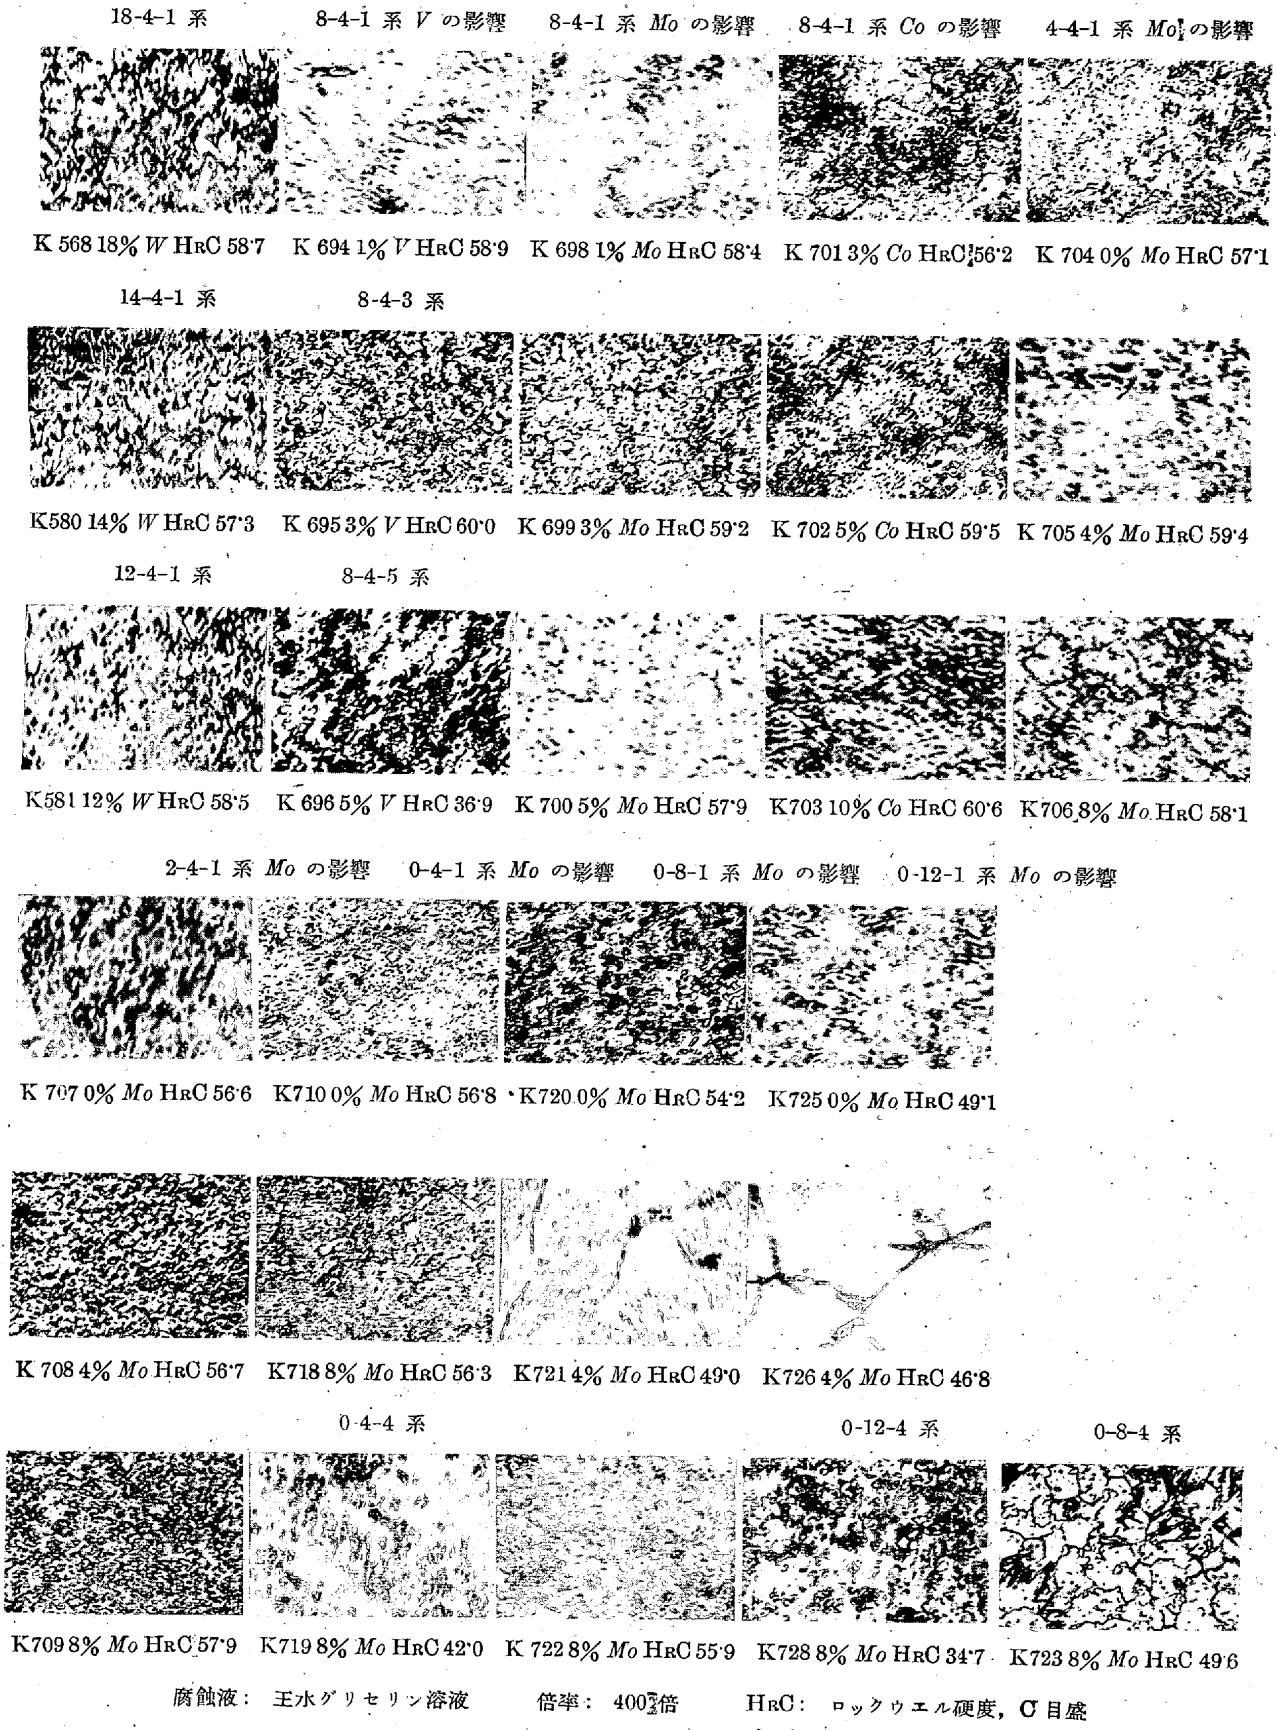 18-4-1 系 8-4-1 系 V の影響 8-4-1 系 Mo の影響 8-4-1 系 Co の影響 4-4-1 系 Mo の影響
K 568 18% W HRC 58·7 K 694 1% V HRC 58·9 K 698 1% Mo HRC 58·4 K 701 3% Co HRC 56·2 K 704 0% Mo HRC 57·1
14-4-1 系 8-4-3 系
K580 14% W HRC 57·3 K 695 3% V HRC 60·0 K 699 3% Mo HRC 59·2 K 702 5% Co HRC 59·5 K 705 4% Mo HRC 59·4
12-4-1 系 8-4-5 系
K581 12% W HRC 58·5 K 696 5% V HRC 36·9 K 700 5% Mo HRC 57·9 K703 10% Co HRC 60·6 K706 8% Mo HRC 58·1
2-4-1 系 Mo の影響 0-4-1 系 Mo の影響 0-8-1 系 Mo の影響 0-12-1 系 Mo の影響
K 707 0% Mo HRC 56·6 K710 0% Mo HRC 56·8 K720 0% Mo HRC 54·2 K725 0% Mo HRC 49·1
K 708 4% Mo HRC 56·7 K718 8% Mo HRC 56·3 K721 4% Mo HRC 49·0 K726 4% Mo HRC 46·8
0-4-4 系 0-12-4 系 0-8-4 系
K709 8% Mo HRC 57·9 K719 8% Mo HRC 42·0 K 722 8% Mo HRC 55·9 K728 8% Mo HRC 34·7 K723 8% Mo HRC 49·6
腐蝕液： 王水グリセリン溶液 倍率： 400倍 HRC： ロックウエル硬度，C 目盛